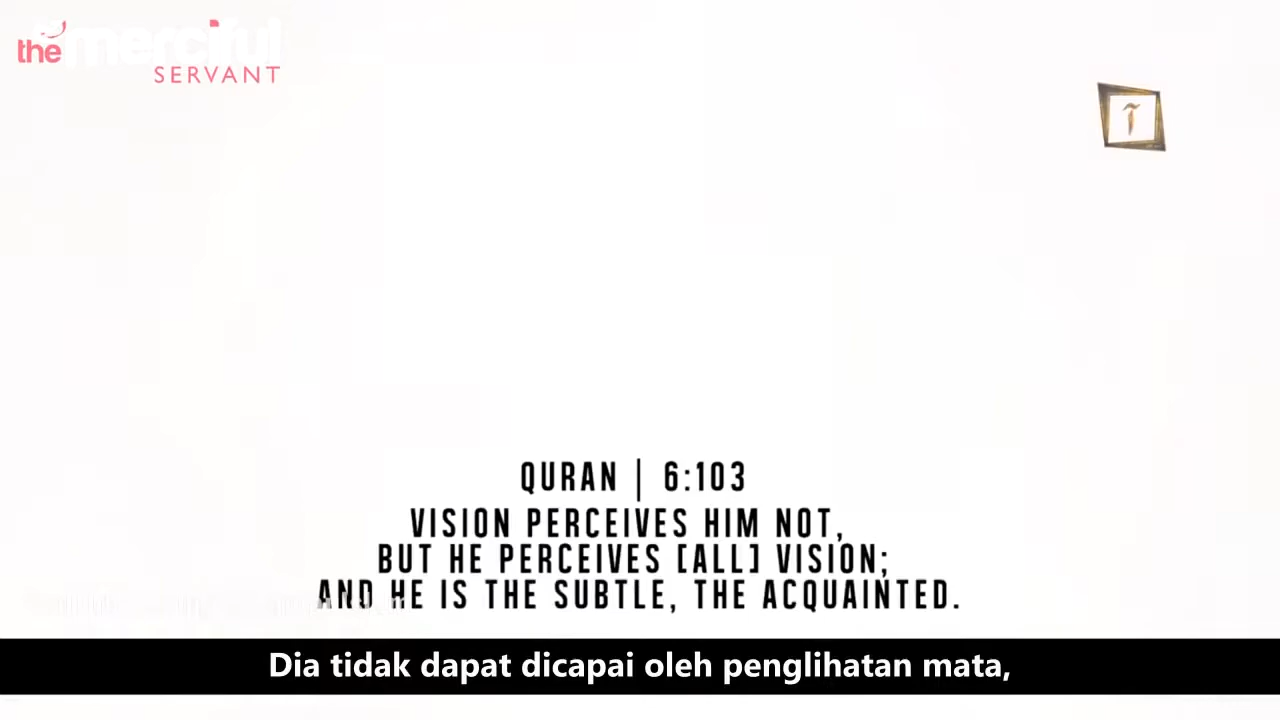 the merciful
SERVANT
QURAN | 6:103
VISION PERCEIVES HIM NOT,
BUT HE PERCEIVES [ALL] VISION;
AND HE IS THE SUBTLE, THE ACQUAINTED.
Dia tidak dapat dicapai oleh penglihatan mata,